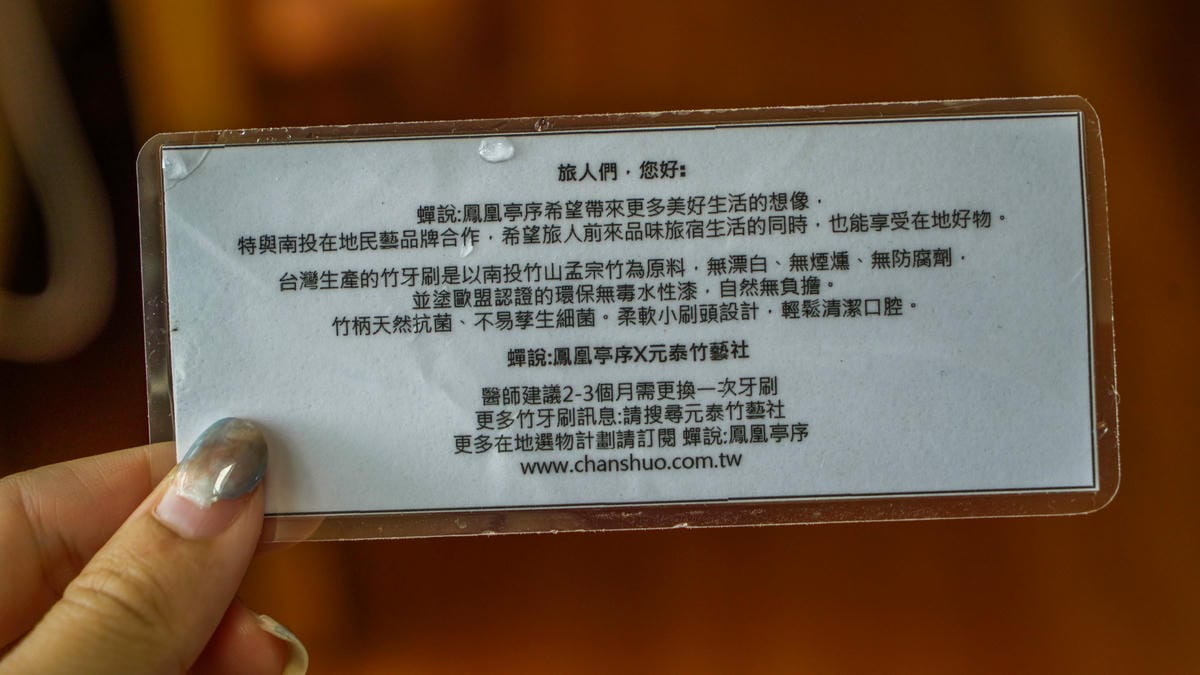 旅人們，您好:
蟬說:鳳凰亭序希望帶來更多美好生活的想像，
特與南投在地民藝品牌合作，希望旅人前來品味旅宿生活的同時，也能享受在地好物。
台灣生產的竹牙刷是以南投竹山孟宗竹為原料，無漂白、無煙燻、無防腐劑，
並塗歐盟認證的環保無毒水性漆，自然無負擔。
竹柄天然抗菌、不易孳生細菌。柔軟小刷頭設計，輕鬆清潔口腔。
蟬說:鳳凰亭序X元泰竹藝社
醫師建議2-3個月需更換一次牙刷
更多竹牙刷訊息:請搜尋元泰竹藝社
更多在地選物計劃請訂閱 蟬說:鳳凰亭序
www.chanshuo.com.tw